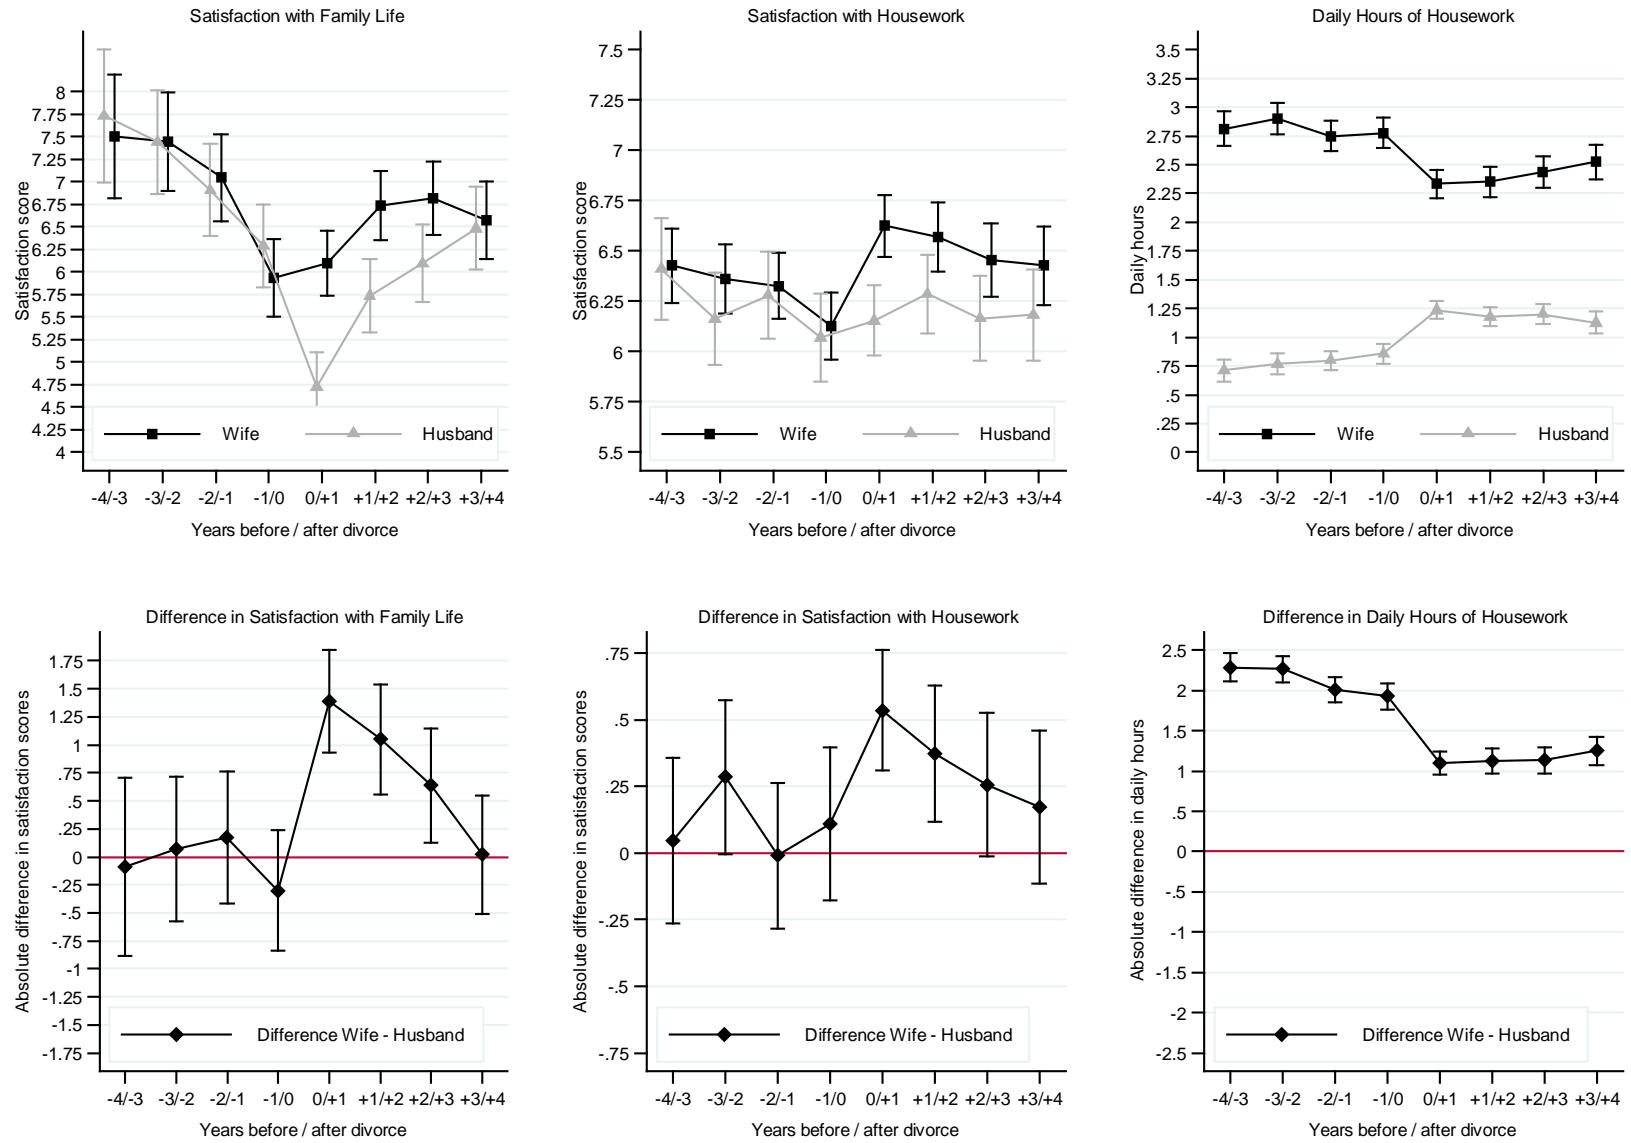 Satisfaction with Family Life
Satisfaction score
8
7.75
7.5
7.25
7
6.75
6.5
6.25
6
5.75
5.5
5.25
5
4.75
4.5
4.25
4
Wife Husband
-4/-3 -3/-2 -2/-1 -1/0 0/+1 +1/+2 +2/+3 +3/+4
Years before / after divorce
Satisfaction with Housework
Satisfaction score
7.5
7.25
7
6.75
6.5
6.25
6
5.75
5.5
Wife Husband
-4/-3 -3/-2 -2/-1 -1/0 0/+1 +1/+2 +2/+3 +3/+4
Years before / after divorce
Daily Hours of Housework
Daily hours
3.5
3.25
3
2.75
2.5
2.25
2
1.75
1.5
1.25
1
.75
.5
.25
0
Wife Husband
-4/-3 -3/-2 -2/-1 -1/0 0/+1 +1/+2 +2/+3 +3/+4
Years before / after divorce
Difference in Satisfaction with Family Life
Absolute difference in satisfaction scores
1.75
1.5
1.25
1
.75
.5
.25
0
-.25
-.5
-.75
-1
-1.25
-1.5
-1.75
Difference Wife - Husband
-4/-3 -3/-2 -2/-1 -1/0 0/+1 +1/+2 +2/+3 +3/+4
Years before / after divorce
Difference in Satisfaction with Housework
Absolute difference in satisfaction scores
.75
.5
.25
0
-.25
-.5
-.75
Difference Wife - Husband
-4/-3 -3/-2 -2/-1 -1/0 0/+1 +1/+2 +2/+3 +3/+4
Years before / after divorce
Difference in Daily Hours of Housework
Absolute difference in daily hours
2.5
2
1.5
1
.5
0
-.5
-1
-1.5
-2
-2.5
Difference Wife - Husband
-4/-3 -3/-2 -2/-1 -1/0 0/+1 +1/+2 +2/+3 +3/+4
Years before / after divorce